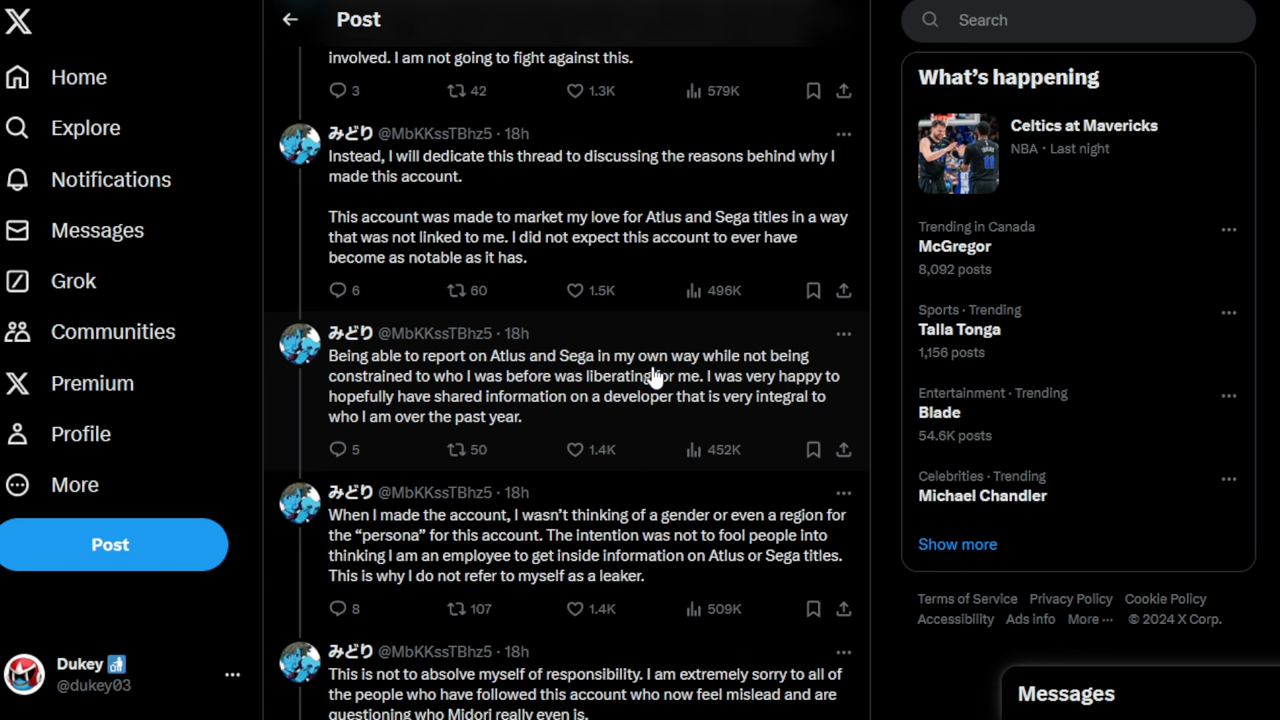 Home
Explore
Notifications
Messages
Grok
Communities
Premium
Profile
More
Post
Dukey
@dukey03
Post
involved. I am not going to fight against this.
3 42 1.3K 579K
みどり @MbKKssTBhz5 · 18h
Instead, I will dedicate this thread to discussing the reasons behind why I
made this account.
This account was made to market my love for Atlus and Sega titles in a way
that was not linked to me. I did not expect this account to ever have
become as notable as it has.
6 60 1.5K 496K
みどり @MbKKssTBhz5 · 18h
Being able to report on Atlus and Sega in my own way while not being
constrained to who I was before was liberating for me. I was very happy to
hopefully have shared information on a developer that is very integral to
who I am over the past year.
5 50 1.4K 452K
みどり @MbKKssTBhz5 · 18h
When I made the account, I wasn't thinking of a gender or even a region for
the “persona” for this account. The intention was not to fool people into
thinking I am an employee to get inside information on Atlus or Sega titles.
This is why I do not refer to myself as a leaker.
8 107 1.4K 509K
みどり @MbKKssTBhz5 · 18h
This is not to absolve myself of responsibility. I am extremely sorry to all of
the people who have followed this account who now feel mislead and are
questioning who Midori really even is.
Search
What's happening
Celtics at Mavericks
NBA · Last night
Trending in Canada
McGregor
8,092 posts
Sports · Trending
Talla Tonga
1,156 posts
Entertainment · Trending
Blade
54.6K posts
Celebrities · Trending
Michael Chandler
Show more
Terms of Service Privacy Policy Cookie Policy
Accessibility Ads info More ··· © 2024 X Corp.
Messages